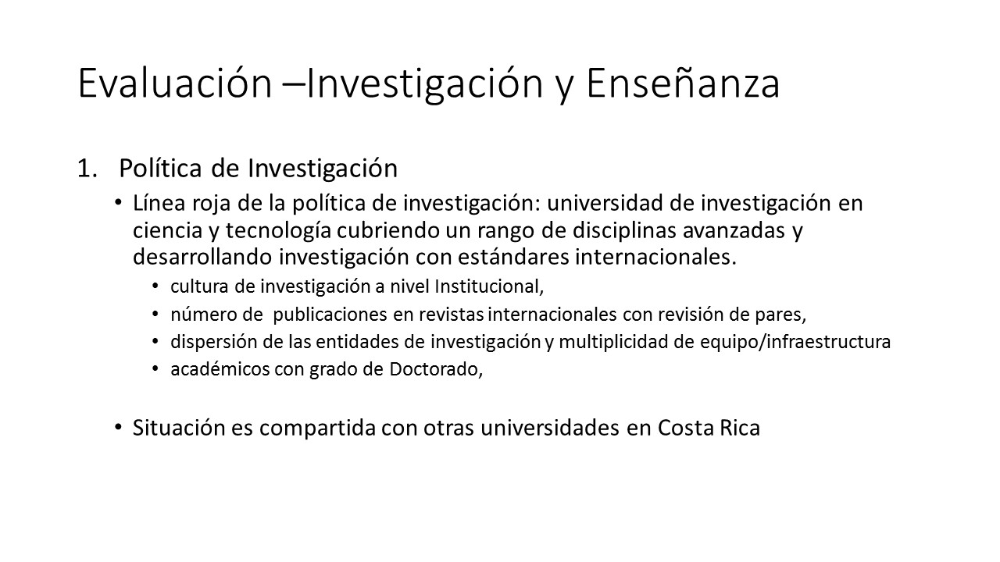 Evaluación –Investigación y Enseñanza
1. Política de Investigación
• Línea roja de la política de investigación: universidad de investigación en
ciencia y tecnología cubriendo un rango de disciplinas avanzadas y
desarrollando investigación con estándares internacionales.
• cultura de investigación a nivel Institucional,
• número de  publicaciones en revistas internacionales con revisión de pares,
• dispersión de las entidades de investigación y multiplicidad de equipo/infraestructura
• académicos con grado de Doctorado,
• Situación es compartida con otras universidades en Costa Rica